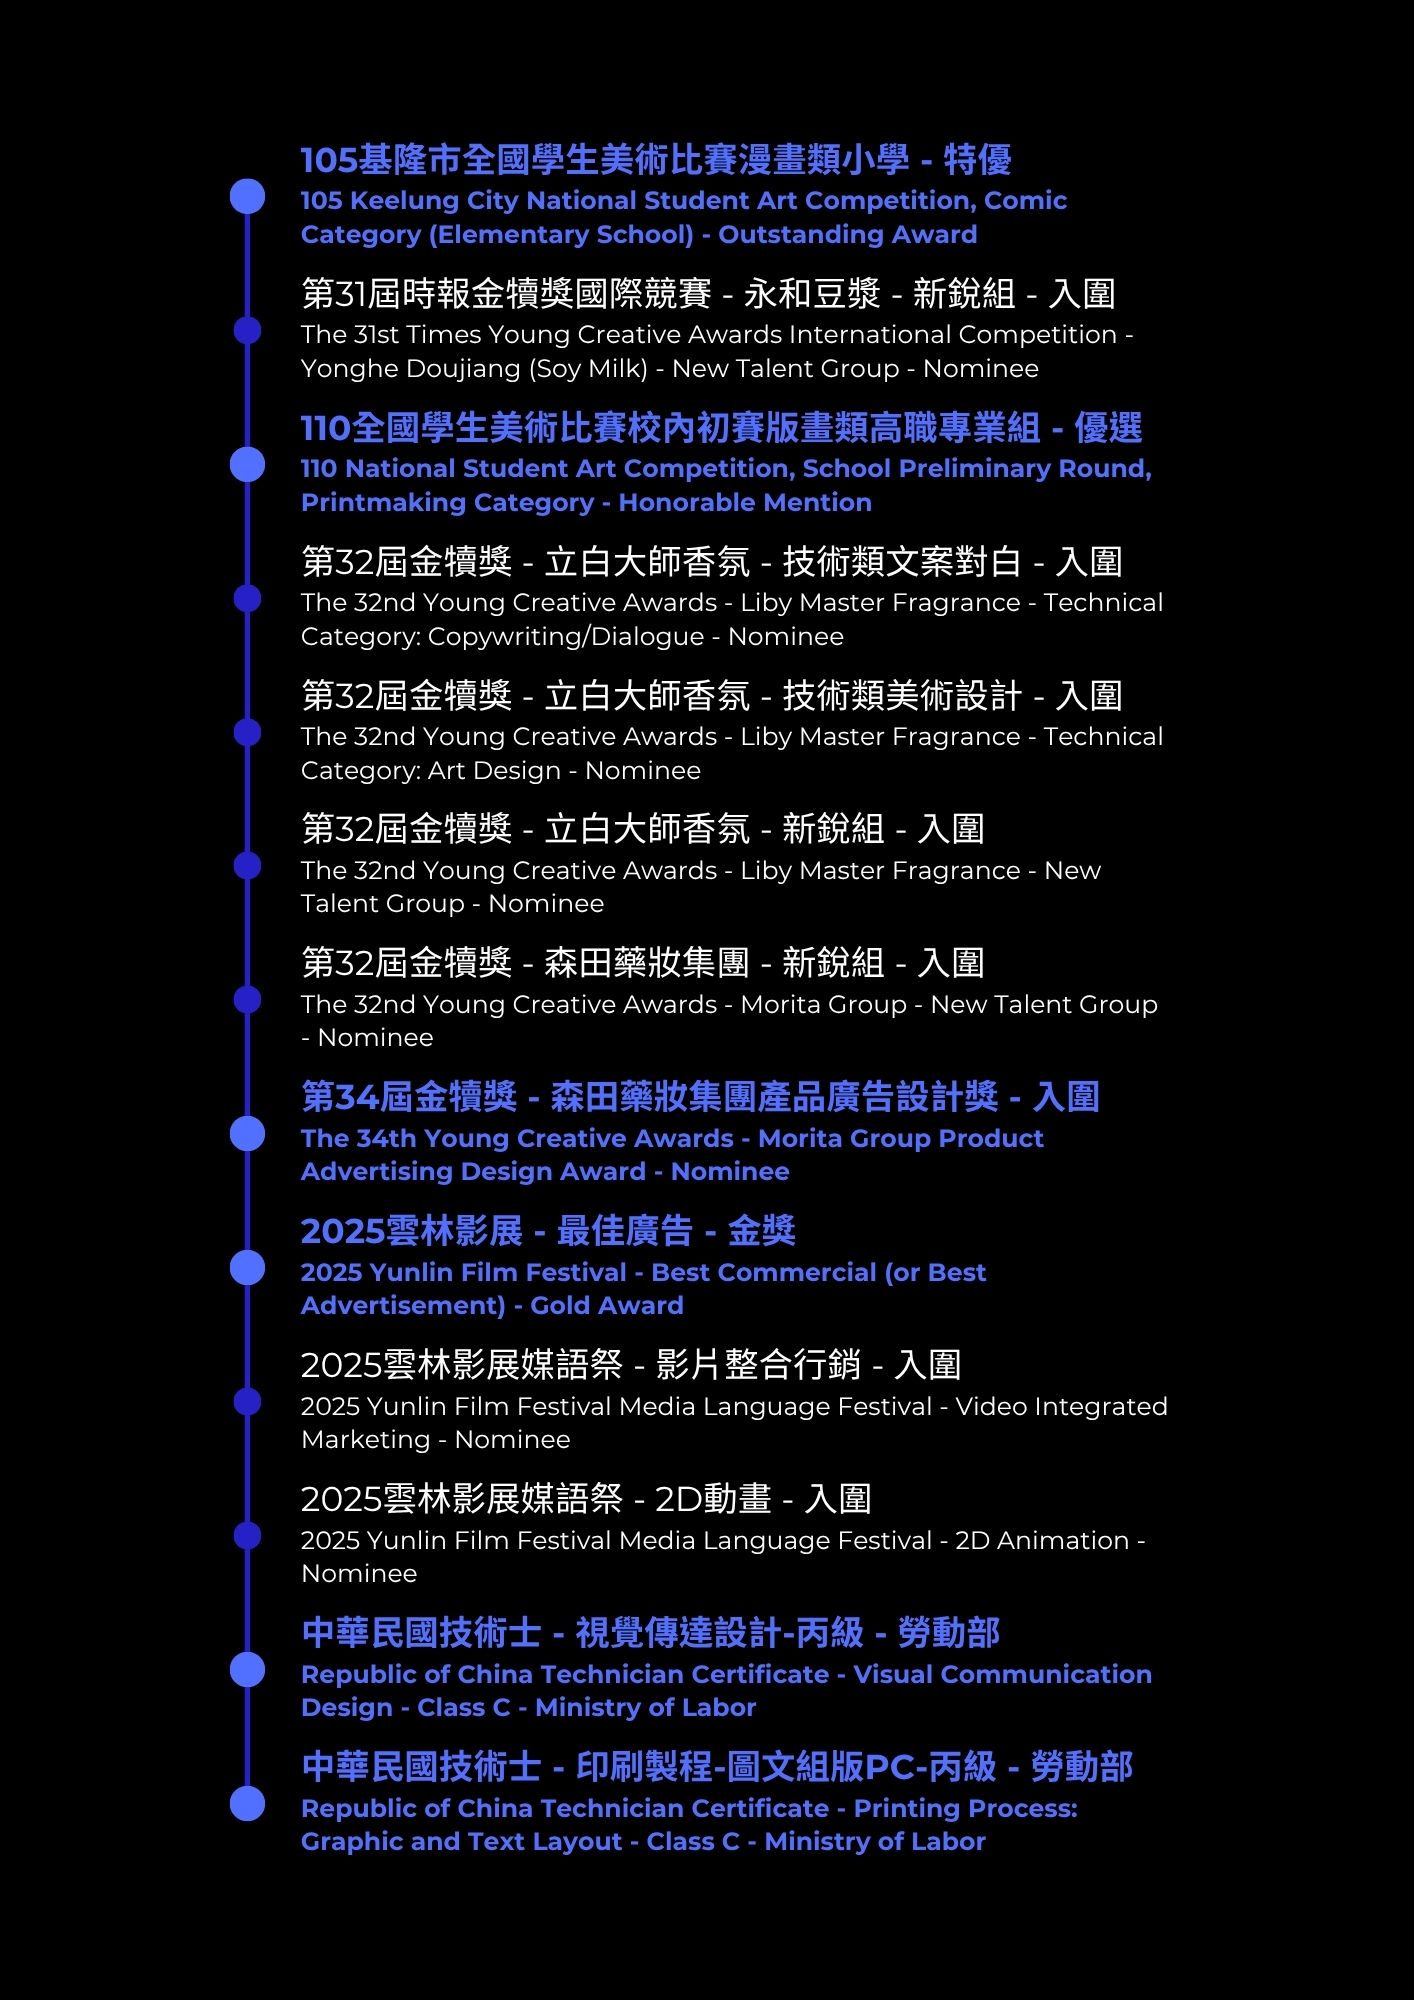 105基隆市全國學生美術比賽漫畫類小學 - 特優
105 Keelung City National Student Art Competition, Comic
Category (Elementary School) - Outstanding Award
第31屆時報金犢獎國際競賽 - 永和豆漿 - 新銳組 - 入圍
The 31st Times Young Creative Awards International Competition -
Yonghe Doujiang (Soy Milk) - New Talent Group - Nominee
110全國學生美術比賽校內初賽版畫類高職專業組 - 優選
110 National Student Art Competition, School Preliminary Round,
Printmaking Category - Honorable Mention
第32屆金犢獎 - 立白大師香氛 - 技術類文案對白 - 入圍
The 32nd Young Creative Awards - Liby Master Fragrance - Technical
Category: Copywriting/Dialogue - Nominee
第32屆金犢獎 - 立白大師香氛 - 技術類美術設計 - 入圍
The 32nd Young Creative Awards - Liby Master Fragrance - Technical
Category: Art Design - Nominee
第32屆金犢獎 - 立白大師香氛 - 新銳組 - 入圍
The 32nd Young Creative Awards - Liby Master Fragrance - New
Talent Group - Nominee
第32屆金犢獎 - 森田藥妝集團 - 新銳組 - 入圍
The 32nd Young Creative Awards - Morita Group - New Talent Group
- Nominee
第34屆金犢獎 - 森田藥妝集團產品廣告設計獎 - 入圍
The 34th Young Creative Awards - Morita Group Product
Advertising Design Award - Nominee
2025雲林影展 - 最佳廣告 - 金獎
2025 Yunlin Film Festival - Best Commercial (or Best
Advertisement) - Gold Award
2025雲林影展媒語祭 - 影片整合行銷 - 入圍
2025 Yunlin Film Festival Media Language Festival - Video Integrated
Marketing - Nominee
2025雲林影展媒語祭 - 2D動畫 - 入圍
2025 Yunlin Film Festival Media Language Festival - 2D Animation -
Nominee
中華民國技術士 - 視覺傳達設計-丙級 - 勞動部
Republic of China Technician Certificate - Visual Communication
Design - Class C - Ministry of Labor
中華民國技術士 - 印刷製程-圖文組版PC-丙級 - 勞動部
Republic of China Technician Certificate - Printing Process:
Graphic and Text Layout - Class C - Ministry of Labor